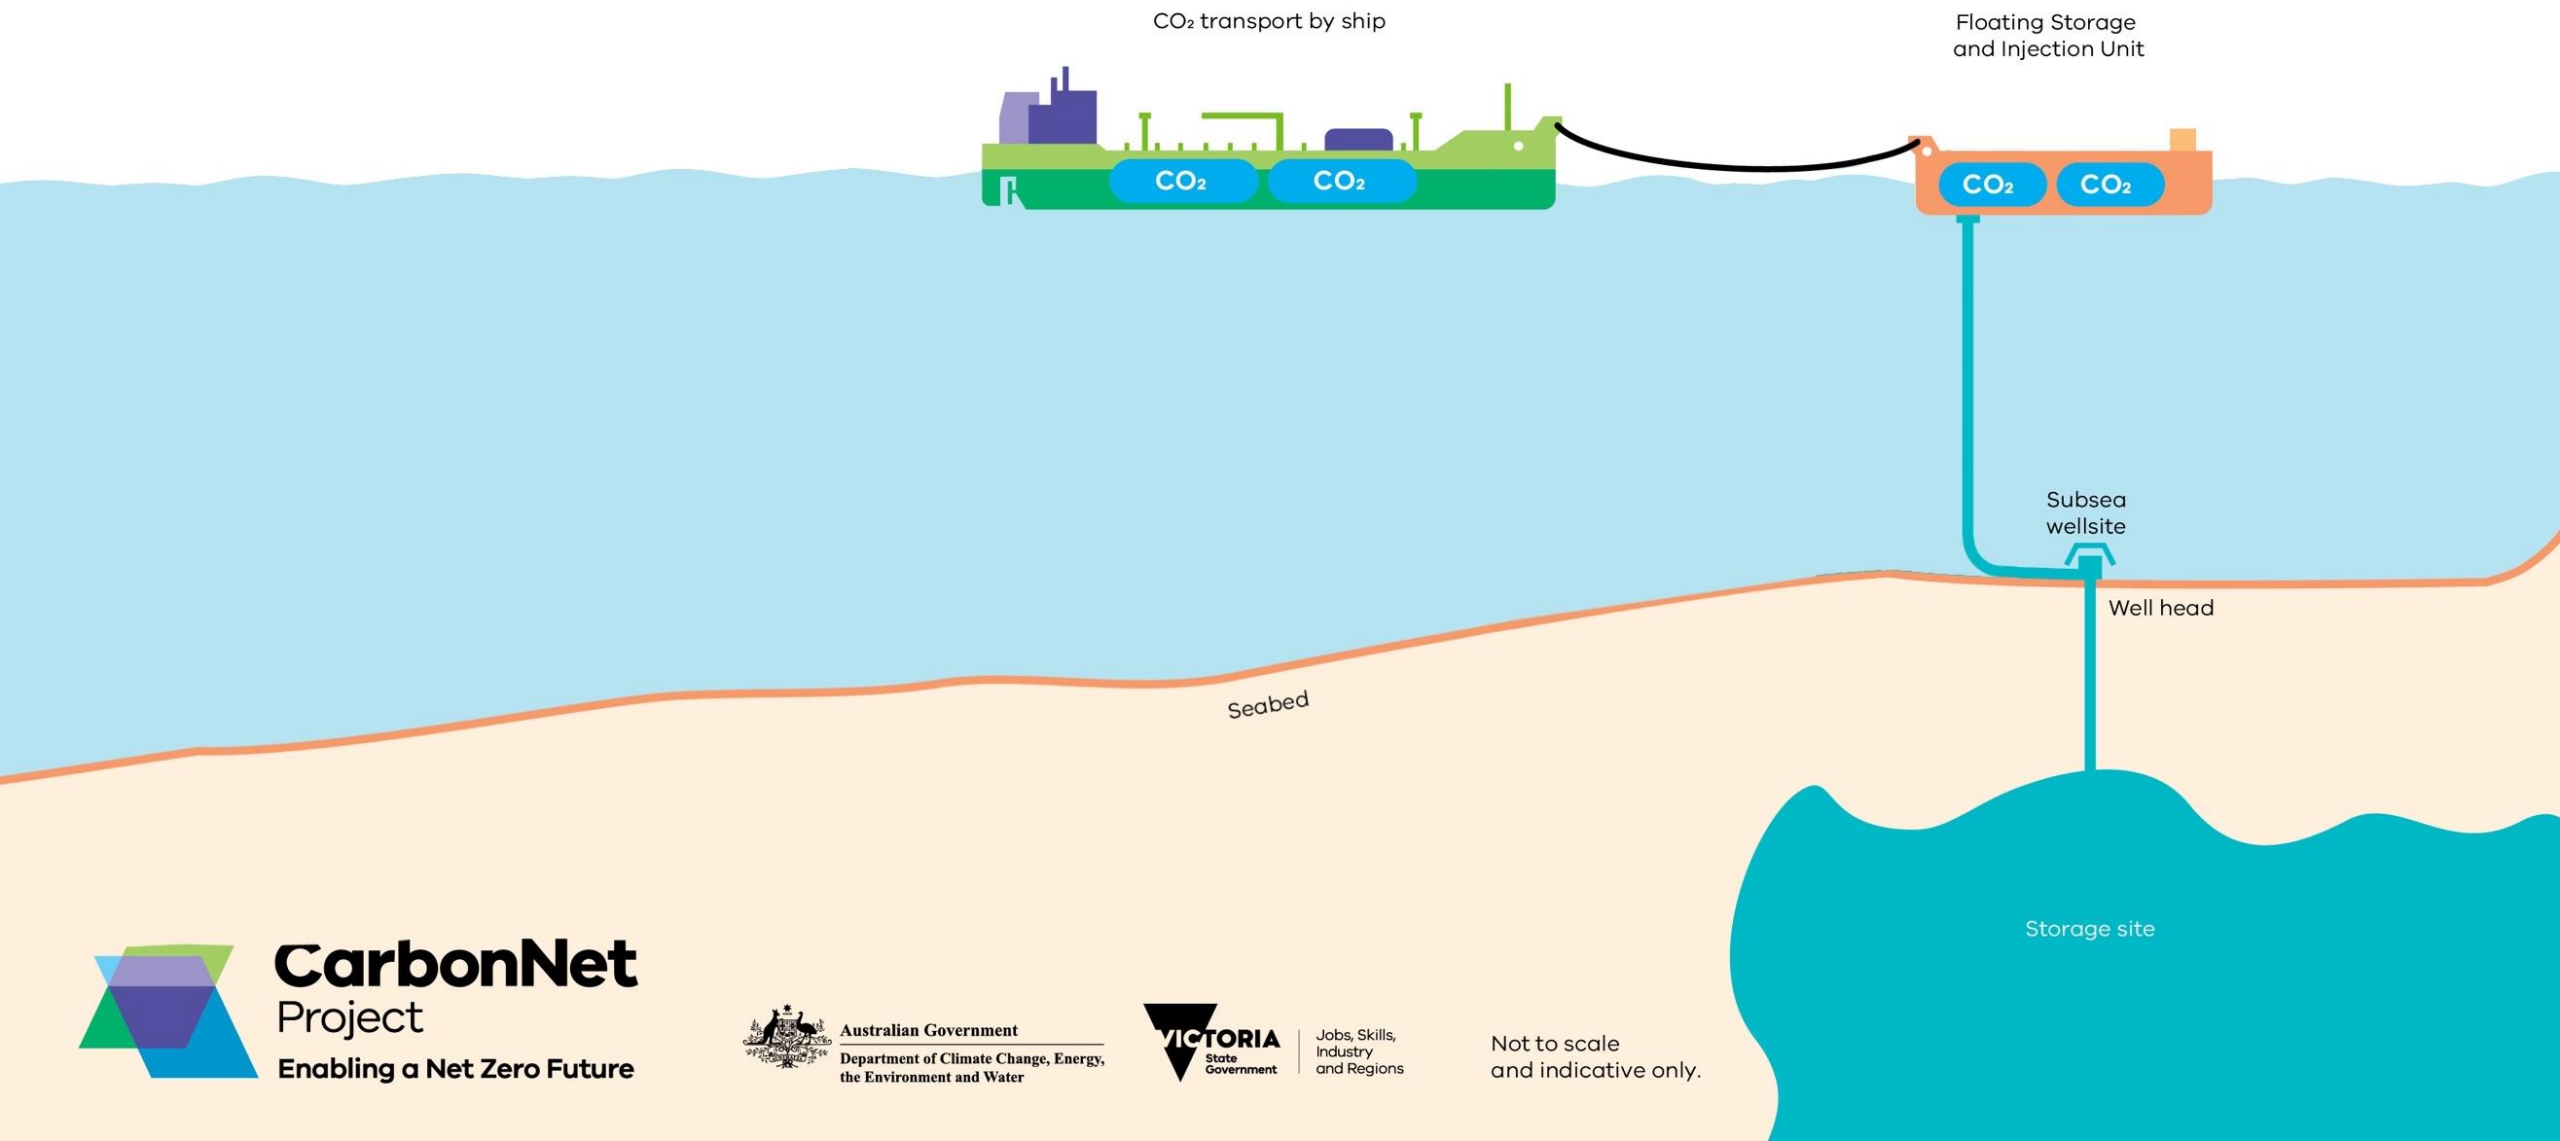 CO₂ transport by ship
Floating Storage
and Injection Unit
CO₂
CO₂
CO₂
CO₂
Subsea
wellsite
Well head
Seabed
Storage site
CarbonNet
Project
Enabling a Net Zero Future
Australian Government
Department of Climate Change, Energy,
the Environment and Water
VICTORIA
State
Government
Jobs, Skills,
Industry
and Regions
Not to scale
and indicative only.